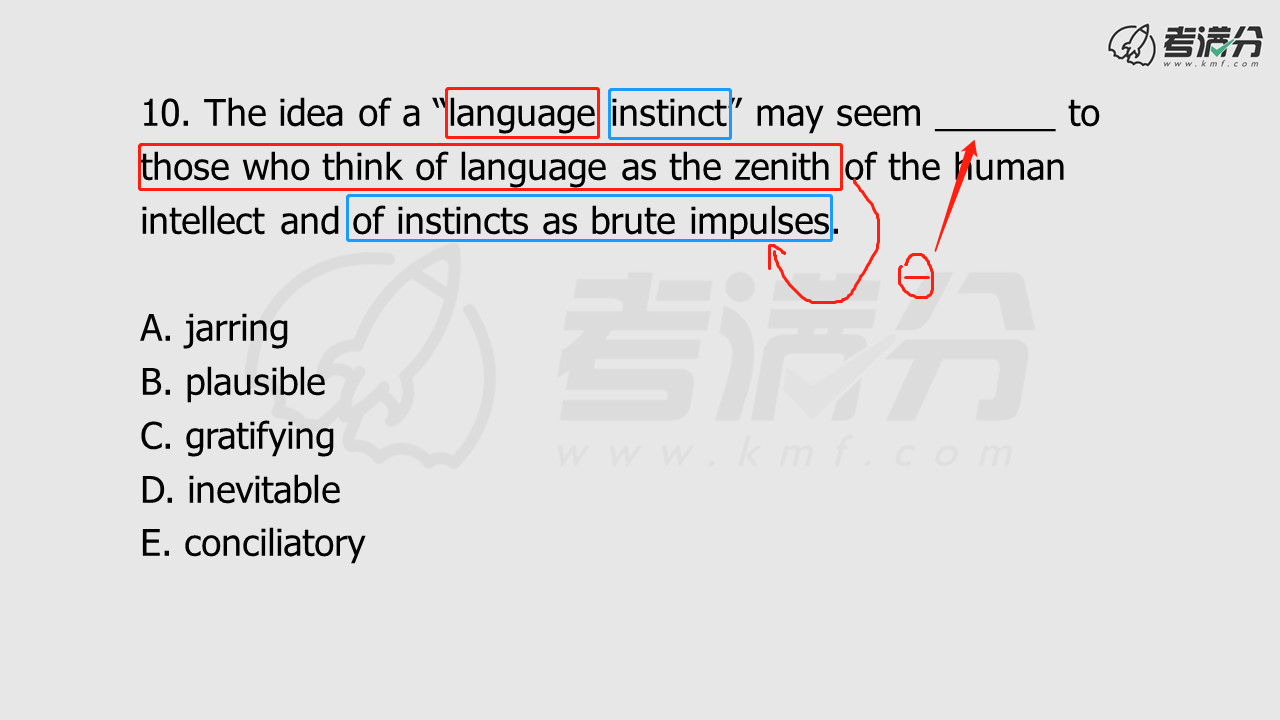 考满分
www.kmf.com
10. The idea of a “language instinct” may seem ______ to
those who think of language as the zenith of the human
intellect and of instincts as brute impulses.
A. jarring
B. plausible
C. gratifying
D. inevitable
E. conciliatory
考满分
www.kmf.com